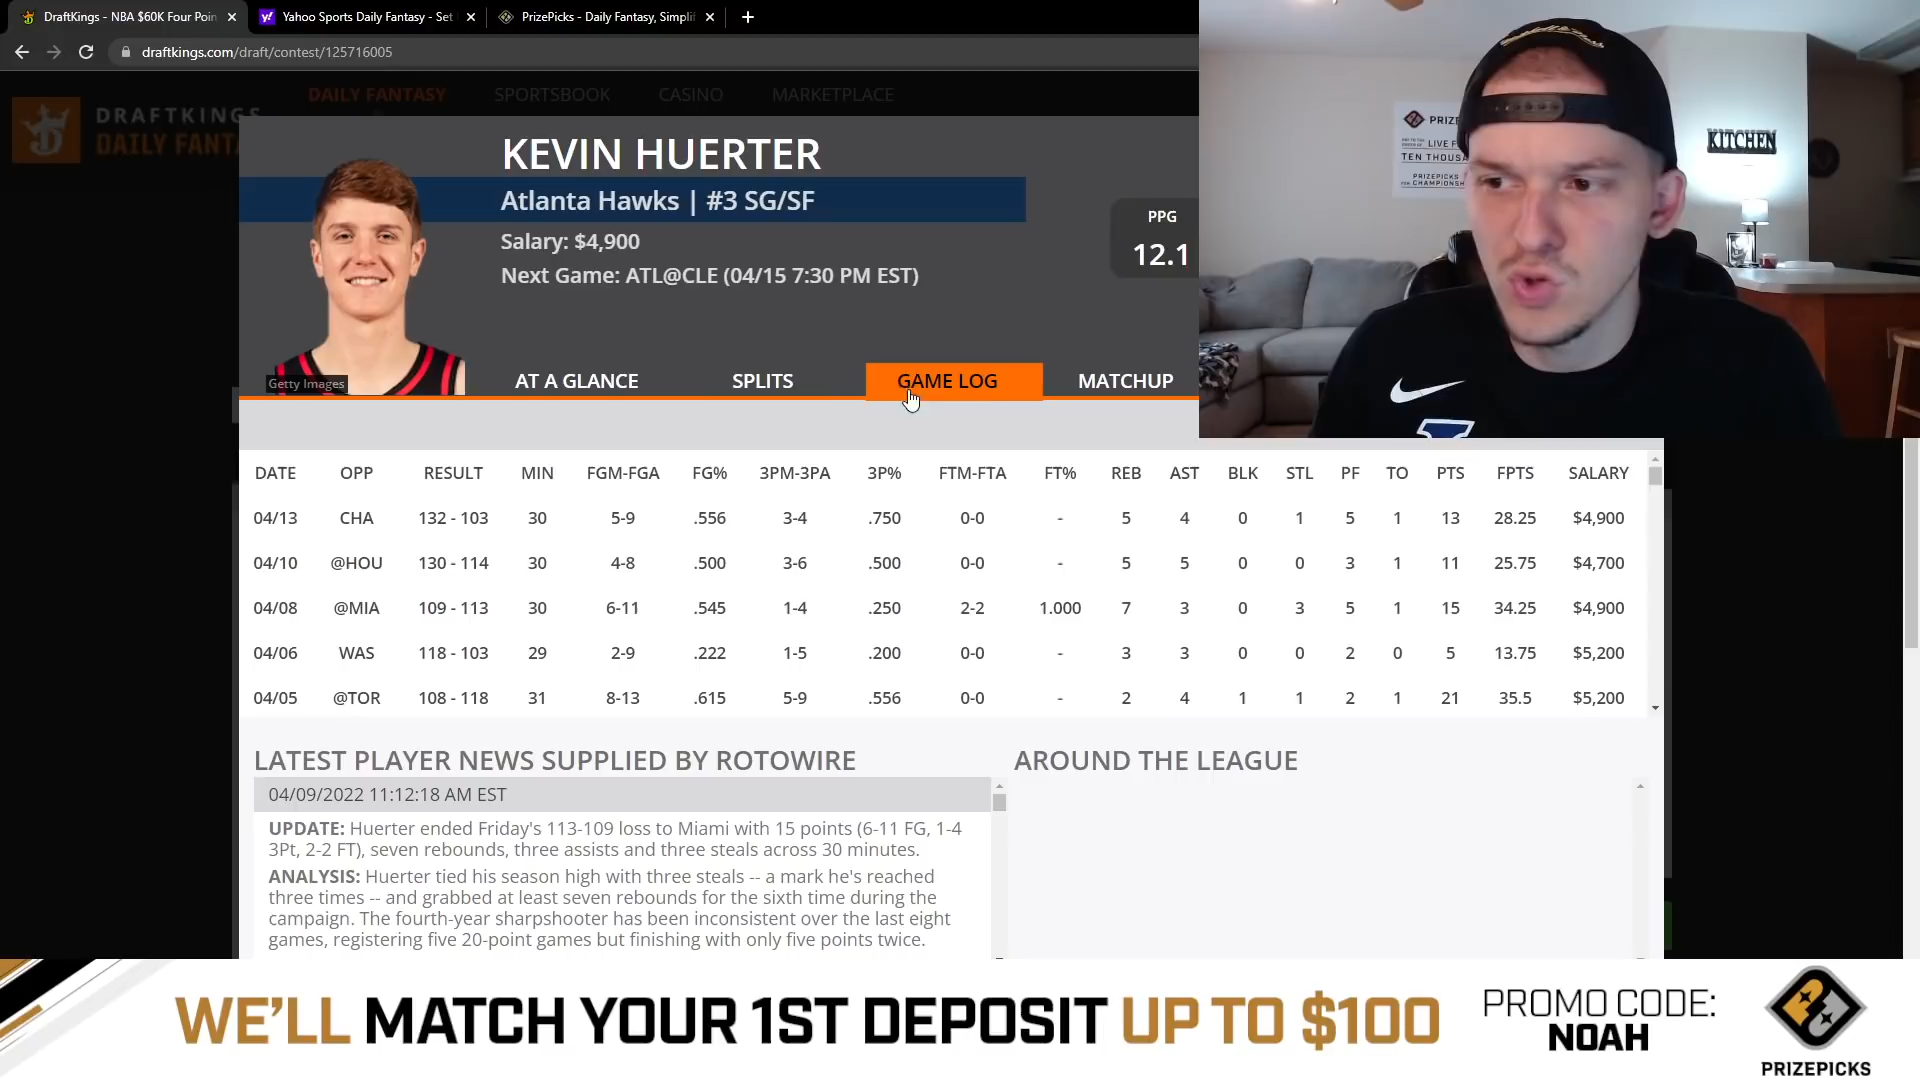 DraftKings - NBA $60K Four Poin
Yahoo Sports Daily Fantasy - Set
PrizePicks - Daily Fantasy, Simplif
draftkings.com/draft/contest/125716005
DAILY FANTASY SPORTSBOOK CASINO MARKETPLACE
DRAFTKINGS
DAILY FANTA
KEVIN HUERTER
Atlanta Hawks | #3 SG/SF
Salary: $4,900
Next Game: ATL@CLE (04/15 7:30 PM EST)
PPG
12.1
Getty Images
AT A GLANCE SPLITS GAME LOG MATCHUP
PRIZE
LIVE F
TEN THOUSA
PRIZEPICKS
CHAMPIONSH
KITCHEN
DATE OPP RESULT MIN FGM-FGA FG% 3PM-3PA 3P% FTM-FTA FT% REB AST BLK STL PF TO PTS FPTS SALARY
04/13 CHA 132 - 103 30 5-9 .556 3-4 .750 0-0 - 5 4 0 1 5 1 13 28.25 $4,900
04/10 @HOU 130 - 114 30 4-8 .500 3-6 .500 0-0 - 5 5 0 0 3 1 11 25.75 $4,700
04/08 @MIA 109 - 113 30 6-11 .545 1-4 .250 2-2 1.000 7 3 0 3 5 1 15 34.25 $4,900
04/06 WAS 118 - 103 29 2-9 .222 1-5 .200 0-0 - 3 3 0 0 2 0 5 13.75 $5,200
04/05 @TOR 108 - 118 31 8-13 .615 5-9 .556 0-0 - 2 4 1 1 2 1 21 35.5 $5,200
LATEST PLAYER NEWS SUPPLIED BY ROTOWIRE
04/09/2022 11:12:18 AM EST
UPDATE: Huerter ended Friday's 113-109 loss to Miami with 15 points (6-11 FG, 1-4
3Pt, 2-2 FT), seven rebounds, three assists and three steals across 30 minutes.
ANALYSIS: Huerter tied his season high with three steals -- a mark he's reached
three times -- and grabbed at least seven rebounds for the sixth time during the
campaign. The fourth-year sharpshooter has been inconsistent over the last eight
games, registering five 20-point games but finishing with only five points twice.
AROUND THE LEAGUE
WE'LL MATCH YOUR 1ST DEPOSIT UP TO $100
PROMO CODE:
NOAH
PRIZEPICKS